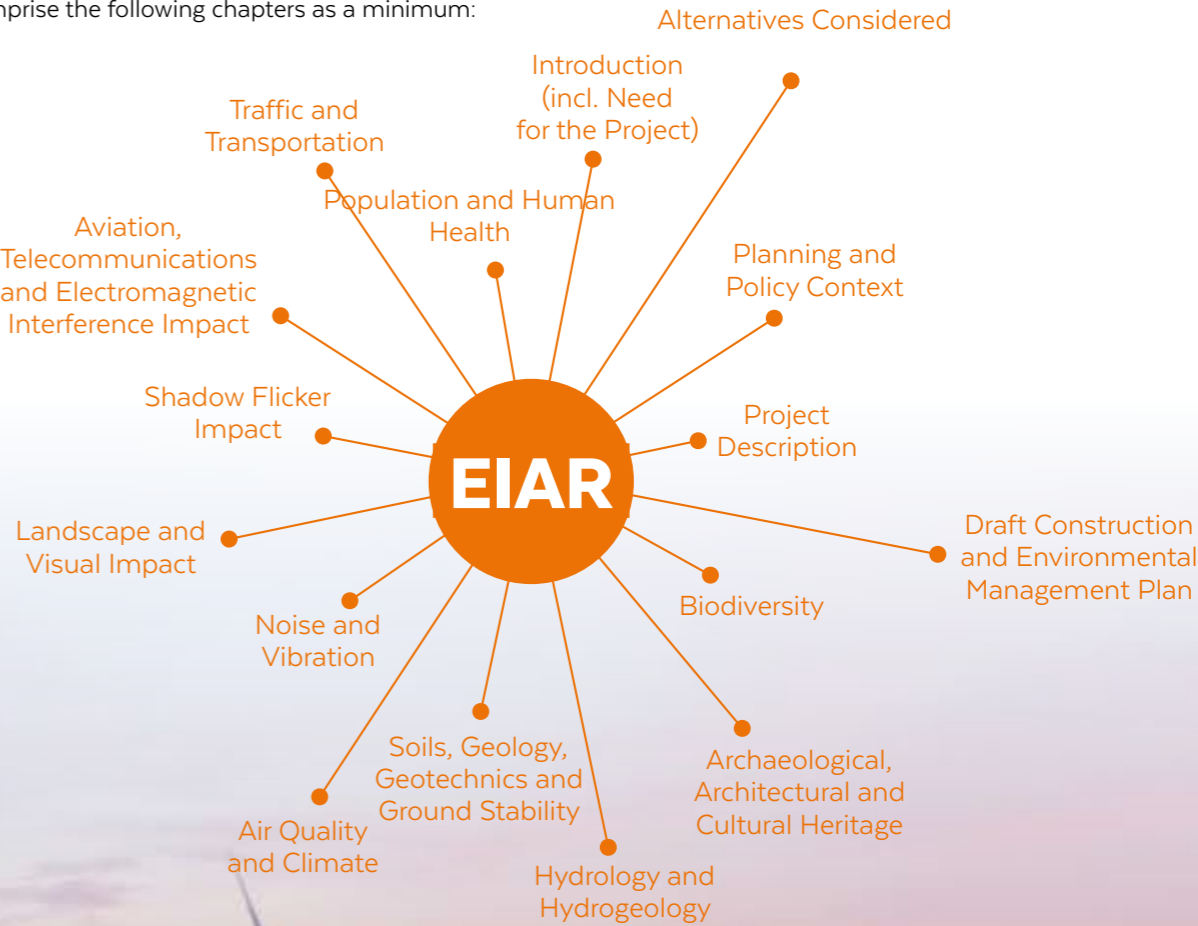 prise the following chapters as a minimum:
Alternatives Considered
Introduction
(incl. Need
for the Project)
Traffic and
Transportation
Population and Human
Health
Aviation,
Telecommunications
and Electromagnetic
Interference Impact
Planning and
Policy Context
Shadow Flicker
Impact
Project
Description
EIAR
Landscape and
Visual Impact
Draft Construction
and Environmental
Management Plan
Noise and
Vibration
Biodiversity
Soils, Geology,
Geotechnics and
Ground Stability
Archaeological,
Architectural and
Cultural Heritage
Air Quality
and Climate
Hydrology and
Hydrogeology